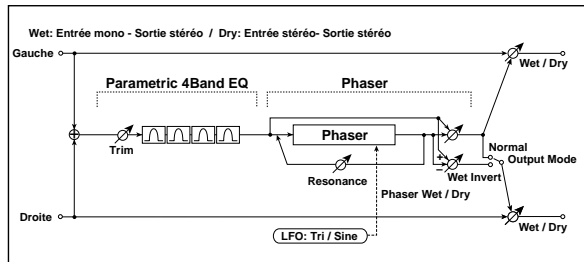 Wet: Entrée mono - Sortie stéréo / Dry: Entrée stéréo- Sortie stéréo
Gauche
Wet / Dry
Parametric 4Band EQ
Phaser
Phaser
Trim
+
–
Normal
Output Mode
Wet Invert
Resonance
Phaser Wet / Dry
Droite
Wet / Dry
LFO: Tri / Sine